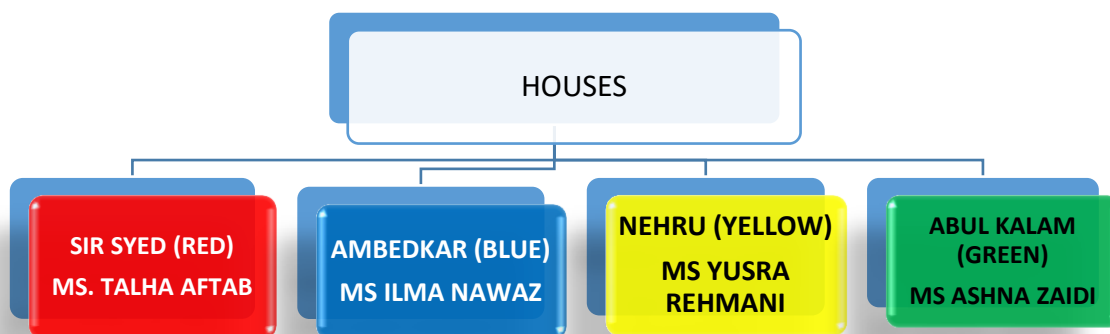 HOUSES
SIR SYED (RED)
MS. TALHA AFTAB
AMBEDKAR (BLUE)
MS ILMA NAWAZ
NEHRU (YELLOW)
MS YUSRA
REHMANI
ABUL KALAM
(GREEN)
MS ASHNA ZAIDI